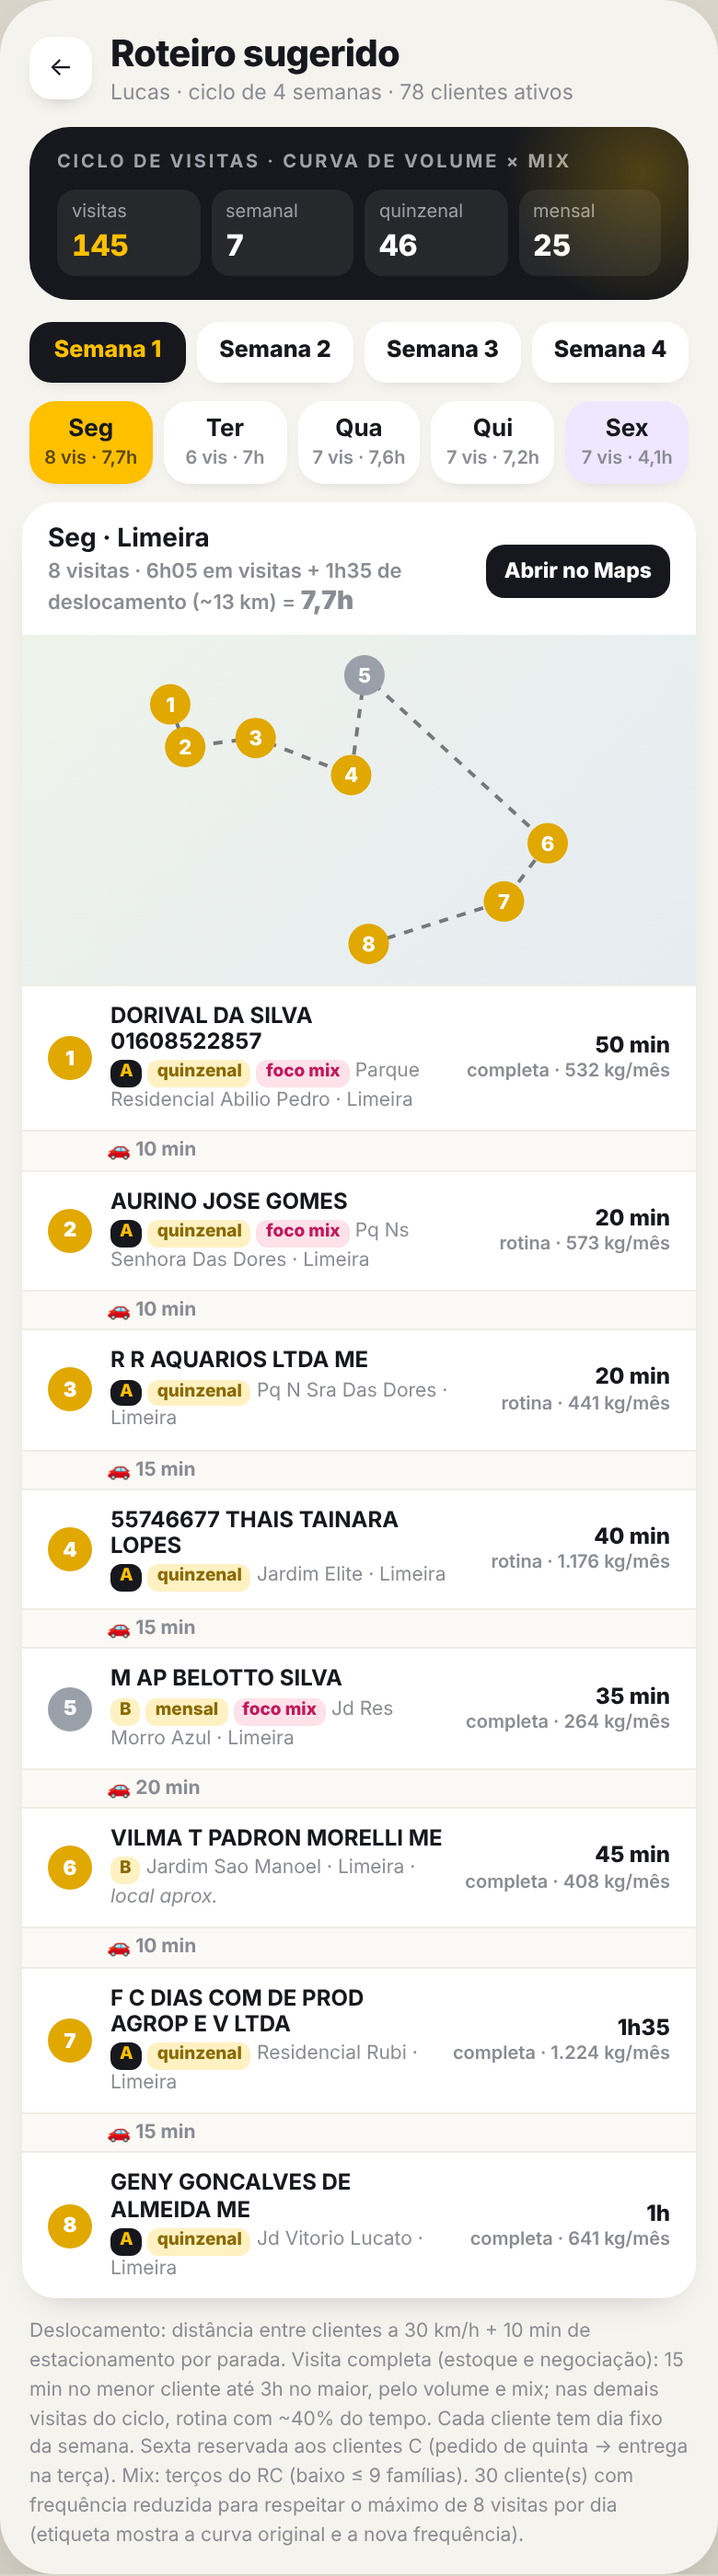 ←
Roteiro sugerido
Lucas · ciclo de 4 semanas · 78 clientes ativos
CICLO DE VISITAS · CURVA DE VOLUME × MIX
visitas semanal quinzenal mensal
145 7 46 25
Semana 1 Semana 2 Semana 3 Semana 4
Seg Ter Qua Qui Sex
8 vis · 7,7h 6 vis · 7h 7 vis · 7,6h 7 vis · 7,2h 7 vis · 4,1h
Seg · Limeira
8 visitas · 6h05 em visitas + 1h35 de
deslocamento (~13 km) = 7,7h
Abrir no Maps
5
1
3
2
4
6
7
8
1
DORIVAL DA SILVA
01608522857
A quinzenal foco mix Parque
Residencial Abilio Pedro · Limeira
50 min
completa · 532 kg/mês
🚗 10 min
2
AURINO JOSE GOMES
A quinzenal foco mix Pq Ns
Senhora Das Dores · Limeira
20 min
rotina · 573 kg/mês
🚗 10 min
3
R R AQUARIOS LTDA ME
A quinzenal Pq N Sra Das Dores ·
Limeira
20 min
rotina · 441 kg/mês
🚗 15 min
4
55746677 THAIS TAINARA
LOPES
A quinzenal Jardim Elite · Limeira
40 min
rotina · 1.176 kg/mês
🚗 15 min
5
M AP BELOTTO SILVA
B mensal foco mix Jd Res
Morro Azul · Limeira
35 min
completa · 264 kg/mês
🚗 20 min
6
VILMA T PADRON MORELLI ME
B Jardim Sao Manoel · Limeira ·
local aprox.
45 min
completa · 408 kg/mês
🚗 10 min
7
F C DIAS COM DE PROD
AGROP E V LTDA
A quinzenal Residencial Rubi ·
Limeira
1h35
completa · 1.224 kg/mês
🚗 15 min
8
GENY GONCALVES DE
ALMEIDA ME
A quinzenal Jd Vitorio Lucato ·
Limeira
1h
completa · 641 kg/mês
Deslocamento: distância entre clientes a 30 km/h + 10 min de
estacionamento por parada. Visita completa (estoque e negociação): 15
min no menor cliente até 3h no maior, pelo volume e mix; nas demais
visitas do ciclo, rotina com ~40% do tempo. Cada cliente tem dia fixo
da semana. Sexta reservada aos clientes C (pedido de quinta → entrega
na terça). Mix: terços do RC (baixo ≤ 9 famílias). 30 cliente(s) com
frequência reduzida para respeitar o máximo de 8 visitas por dia
(etiqueta mostra a curva original e a nova frequência).